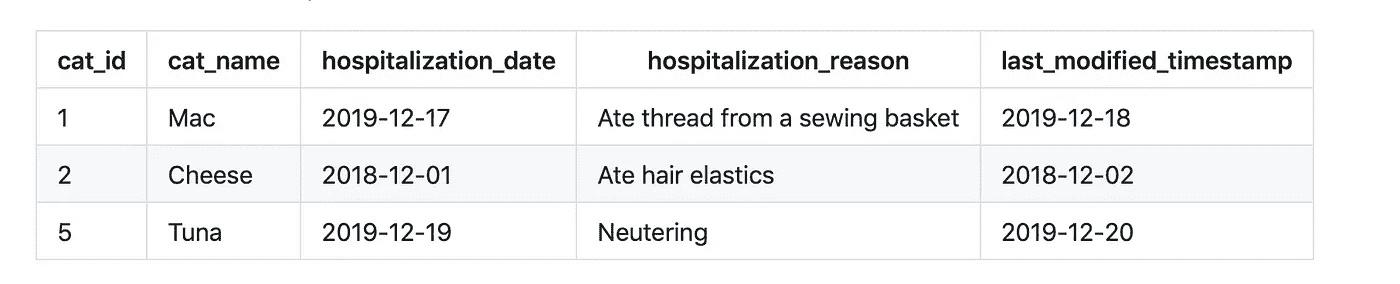 cat_id cat_name hospitalization_date hospitalization_reason last_modified_timestamp
1 Mac 2019-12-17 Ate thread from a sewing basket 2019-12-18
2 Cheese 2018-12-01 Ate hair elastics 2018-12-02
5 Tuna 2019-12-19 Neutering 2019-12-20